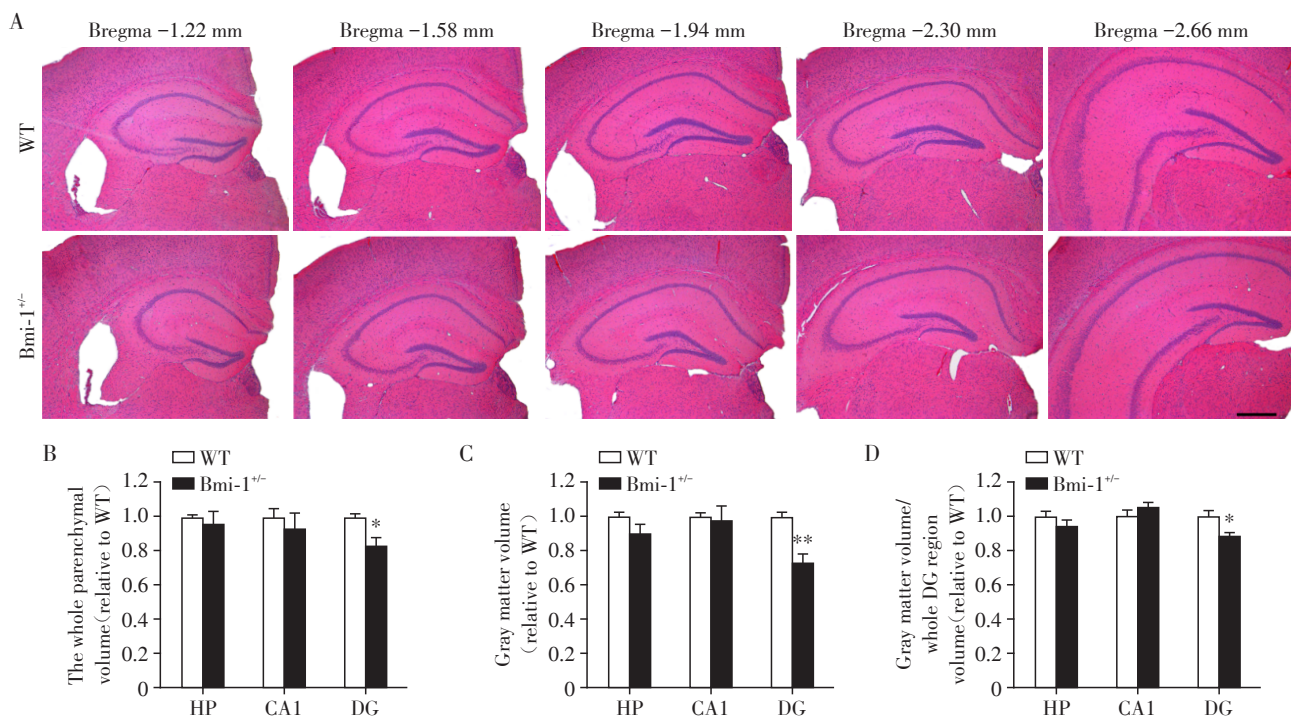 A
Bregma −1.22 mm
Bregma −1.58 mm
Bregma −1.94 mm
Bregma −2.30 mm
Bregma −2.66 mm
WT
Bmi-1+/−
B
WT
Bmi-1+/−
The whole parenchymal
volume(relative to WT)
1.2
1.0
0.8
0.6
0.4
0.2
0
*
HP CA1 DG
C
WT
Bmi-1+/−
Gray matter volume
(relative to WT)
1.2
1.0
0.8
0.6
0.4
0.2
0
**
HP CA1 DG
D
WT
Bmi-1+/−
Gray matter volume/
whole DG region
volume(relative to WT)
1.2
1.0
0.8
0.6
0.4
0.2
0
*
HP CA1 DG